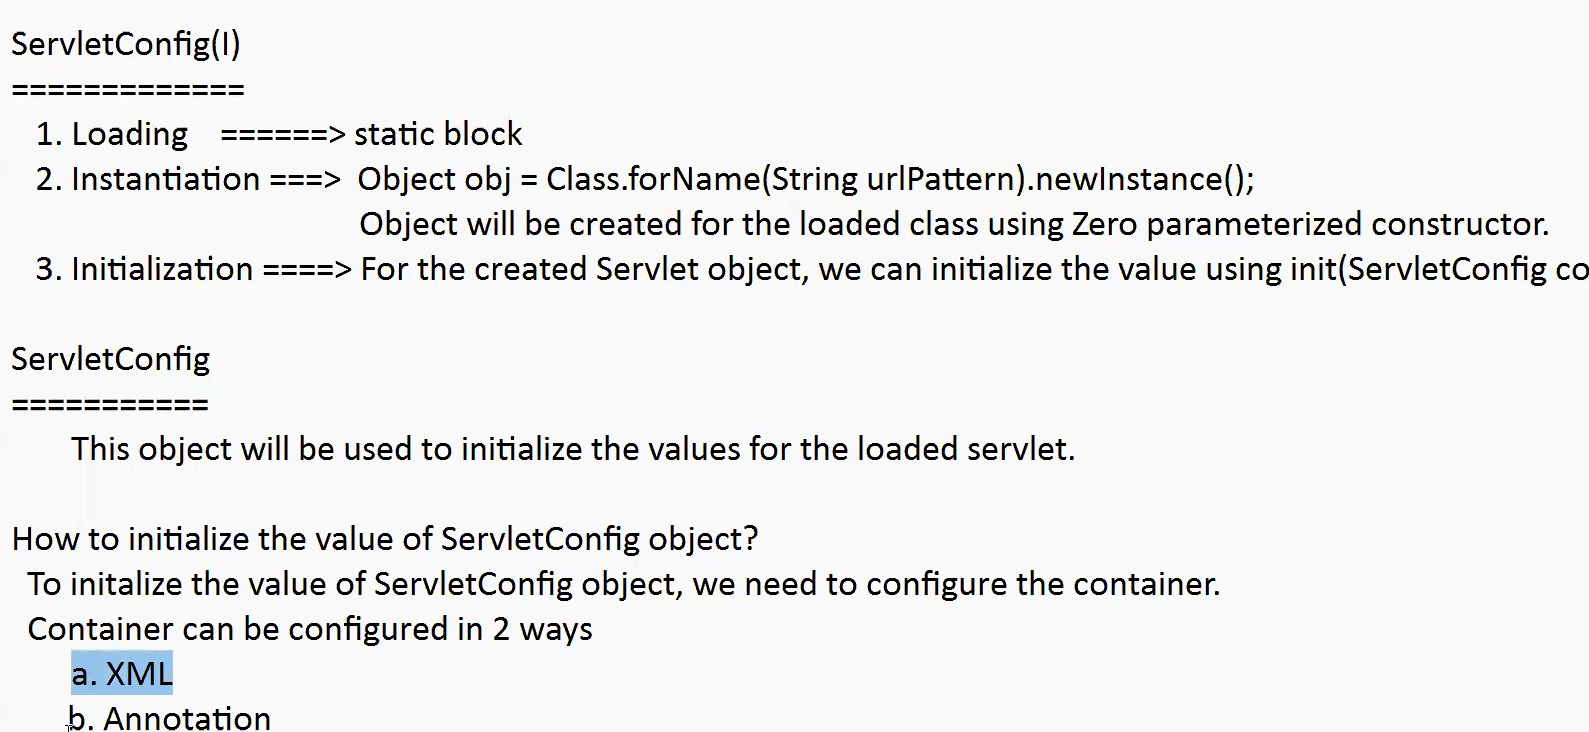 ServletConfig(I)
=============
1. Loading ======> static block
2. Instantiation ===> Object obj = Class.forName(String urlPattern).newInstance();
Object will be created for the loaded class using Zero parameterized constructor.
3. Initialization ====> For the created Servlet object, we can initialize the value using init(ServletConfig co
ServletConfig
===========
This object will be used to initialize the values for the loaded servlet.
How to initialize the value of ServletConfig object?
To initalize the value of ServletConfig object, we need to configure the container.
Container can be configured in 2 ways
a. XML
b. Annotation